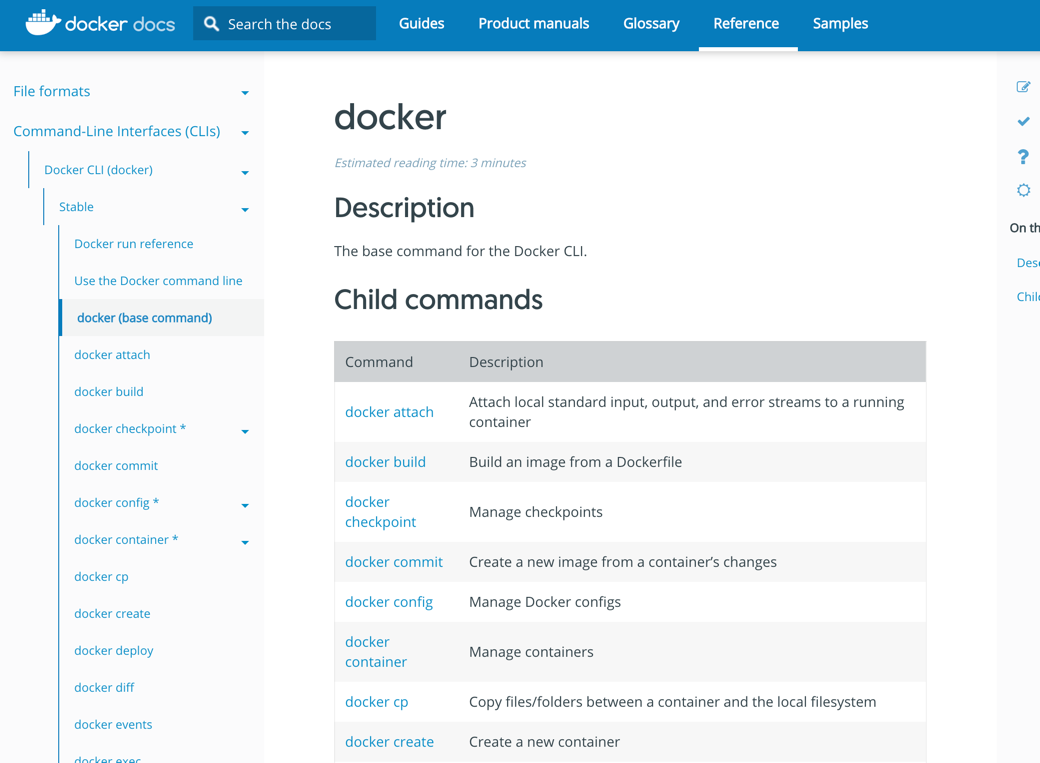 docker docs
Search the docs
Guides
Product manuals
Glossary
Reference
Samples
File formats
Command-Line Interfaces (CLIs)
Docker CLI (docker)
Stable
Docker run reference
Use the Docker command line
docker (base command)
docker attach
docker build
docker checkpoint *
docker commit
docker config *
docker container *
docker cp
docker create
docker deploy
docker diff
docker events
docker exec
docker
Estimated reading time: 3 minutes
Description
The base command for the Docker CLI.
Child commands
Command Description
docker attach Attach local standard input, output, and error streams to a running
container
docker build Build an image from a Dockerfile
docker
checkpoint Manage checkpoints
docker commit Create a new image from a container’s changes
docker config Manage Docker configs
docker
container Manage containers
docker cp Copy files/folders between a container and the local filesystem
docker create Create a new container
On th
Desc
Chil